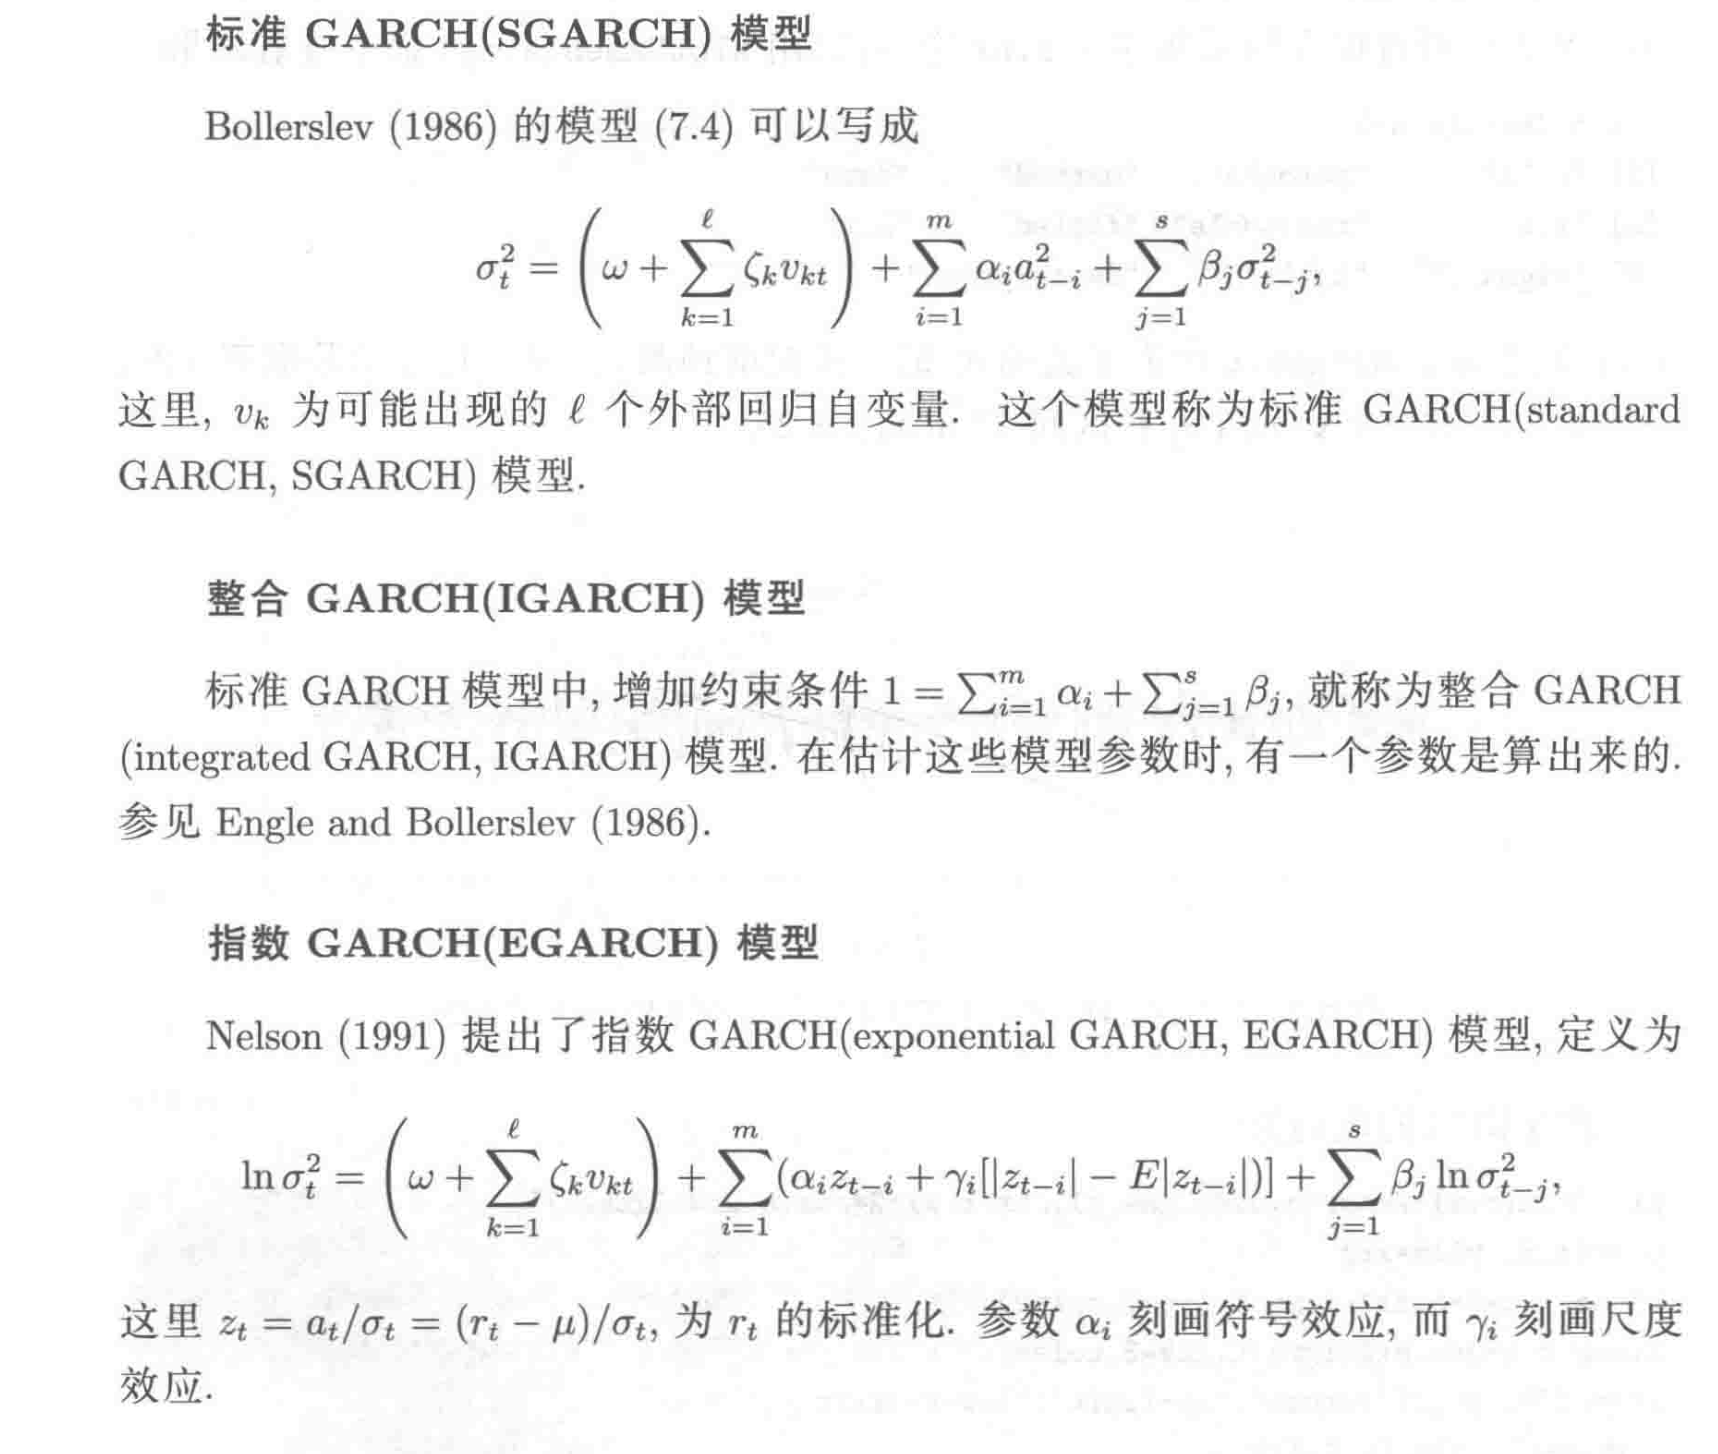 标准 GARCH(SGARCH) 模型
Bollerslev (1986) 的模型 (7.4) 可以写成
$\sigma_t^2 = \left(\omega + \sum_{k=1}^{\ell} \zeta_k v_{kt}\right) + \sum_{i=1}^{m} \alpha_i a_{t-i}^2 + \sum_{j=1}^{s} \beta_j \sigma_{t-j}^2,$
这里, $v_k$ 为可能出现的 $\ell$ 个外部回归自变量. 这个模型称为标准 GARCH(standard
GARCH, SGARCH) 模型.
整合 GARCH(IGARCH) 模型
标准 GARCH 模型中, 增加约束条件 $1 = \sum_{i=1}^{m} \alpha_i + \sum_{j=1}^{s} \beta_j$, 就称为整合 GARCH
(integrated GARCH, IGARCH) 模型. 在估计这些模型参数时, 有一个参数是算出来的.
参见 Engle and Bollerslev (1986).
指数 GARCH(EGARCH) 模型
Nelson (1991) 提出了指数 GARCH(exponential GARCH, EGARCH) 模型, 定义为
$\ln \sigma_t^2 = \left(\omega + \sum_{k=1}^{\ell} \zeta_k v_{kt}\right) + \sum_{i=1}^{m} (\alpha_i z_{t-i} + \gamma_i [|z_{t-i}| - E|z_{t-i}|)] + \sum_{j=1}^{s} \beta_j \ln \sigma_{t-j}^2,$
这里 $z_t = a_t/\sigma_t = (r_t - \mu)/\sigma_t$, 为 $r_t$ 的标准化. 参数 $\alpha_i$ 刻画符号效应, 而 $\gamma_i$ 刻画尺度
效应.